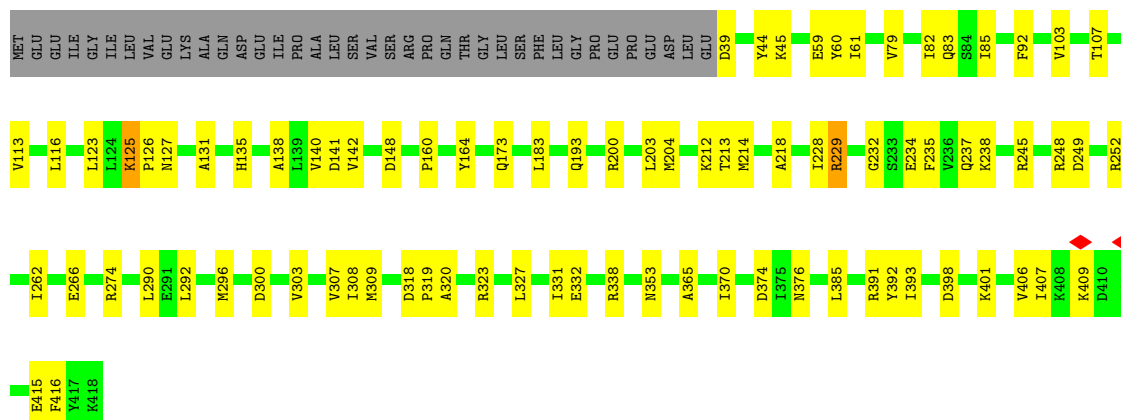 MET GLU GLU ILE GLY ILE LEU VAL GLU LYS ALA GLN ASP GLU ILE PRO ALA LEU SER VAL SER ARG PRO GLN THR GLY LEU SER PHE LEU GLY PRO GLU PRO GLU ASP LEU GLU D39 Y44 K45 E59 Y60 I61 V79 I82 Q83 S84 I85 F92 V103 T107
V113 L116 L123 L124 K125 P126 N127 A131 H135 A138 L139 V140 D141 V142 D148 P160 Y164 Q173 L183 Q193 R200 L203 M204 K212 T213 M214 A218 I228 R229 G232 S233 E234 F235 V236 Q237 K238 R245 R248 D249 R252
I262 E266 R274 L290 E291 L292 M296 D300 V303 V307 I308 M309 D318 P319 A320 R323 L327 I331 E332 R338 N353 A365 I370 D374 I375 N376 L385 R391 Y392 I393 D398 K401 V406 I407 K408 K409 D410
E415 F416 Y417 K418